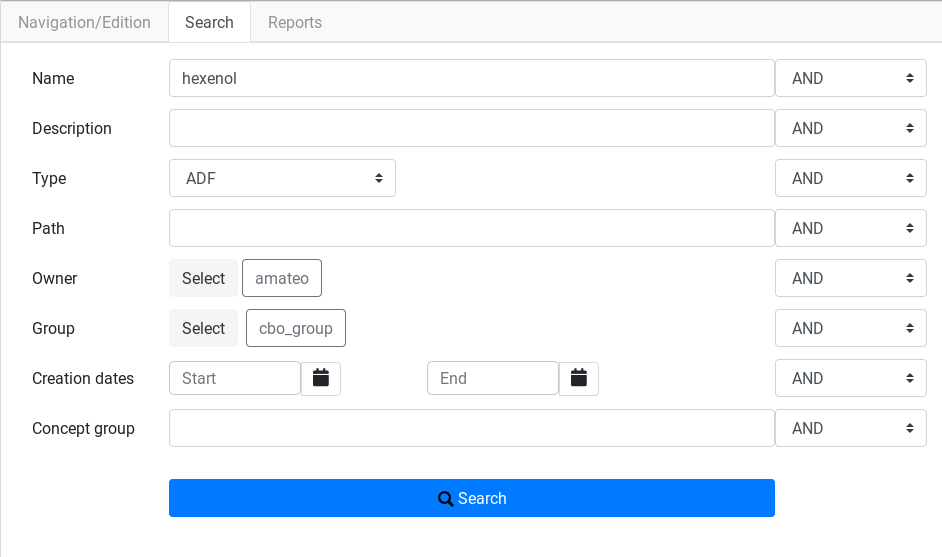 Navigation/Edition Search Reports
Name hexenol AND
Description AND
Type ADF AND
Path AND
Owner Select amateo AND
Group Select cbo_group AND
Creation dates Start End AND
Concept group AND
Search